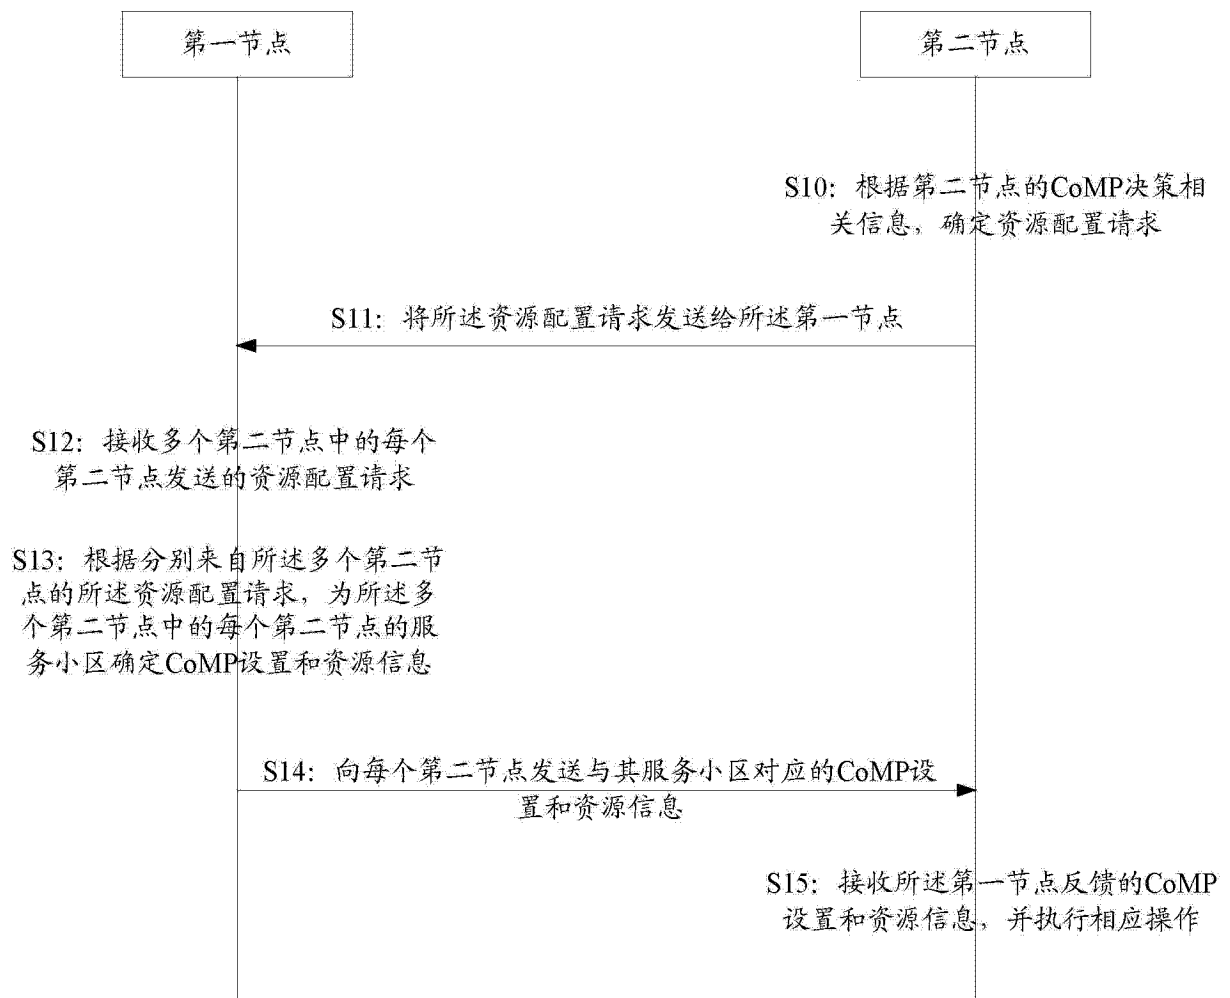 第一节点
第二节点
S10：根据第二节点的CoMP决策相
关信息，确定资源配置请求
S11：将所述资源配置请求发送给所述第一节点
S12：接收多个第二节点中的每个
第二节点发送的资源配置请求
S13：根据分别来自所述多个第二节
点的所述资源配置请求，为所述多
个第二节点中的每个第二节点的服
务小区确定CoMP设置和资源信息
S14：向每个第二节点发送与其服务小区对应的CoMP设
置和资源信息
S15：接收所述第一节点反馈的CoMP
设置和资源信息，并执行相应操作